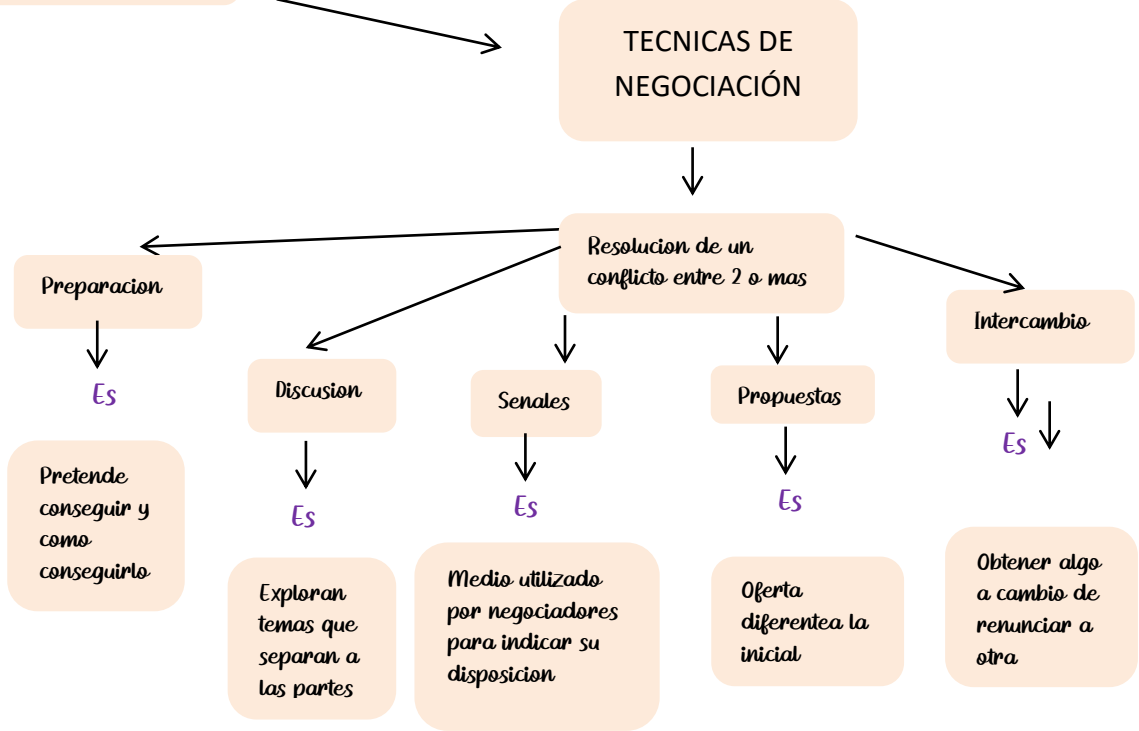 TECNICAS DE
NEGOCIACIÓN
Resolucion de un
conflicto entre 2 o mas
Preparacion
Es
Pretende
conseguir y
como
conseguirlo
Discusion
Es
Exploran
temas que
separan a
las partes
Senales
Es
Medio utilizado
por negociadores
para indicar su
disposicion
Propuestas
Es
Oferta
diferentea la
inicial
Intercambio
Es
Obtener algo
a cambio de
renunciar a
otra